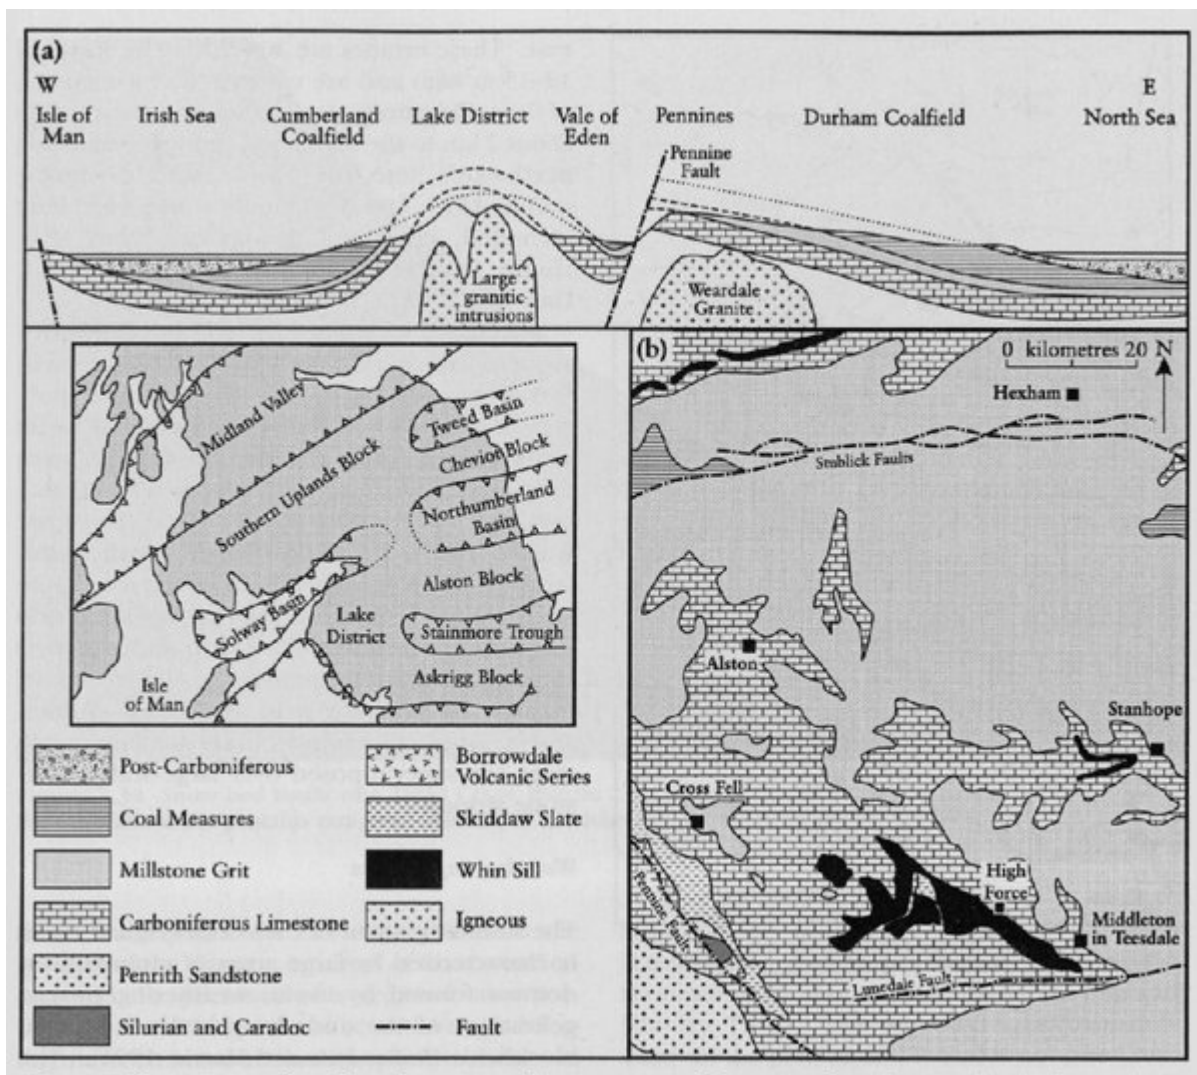 (a)
W
E
Isle of
Man
Irish Sea
Cumberland
Coalfield
Lake District
Vale of
Eden
Pennines
Durham Coalfield
North Sea
Pennine
Fault
Large
granitic
intrusions
Weardale
Granite
Midland Valley
Southern Uplands Block
Tweed Basin
Cheviot Block
Northumberland
Basin
Alston Block
Solway Basin
Lake
District
Stainmore Trough
Askrigg Block
Isle
of Man
Post-Carboniferous
Coal Measures
Millstone Grit
Carboniferous Limestone
Penrith Sandstone
Silurian and Caradoc
Borrowdale
Volcanic Series
Skiddaw Slate
Whin Sill
Igneous
Fault
(b)
0 kilometres 20
N
Hexham
Stublick Faults
Alston
Stanhope
Cross Fell
High
Force
Middleton
in Teesdale
Pennine Fault
Lunedale Fault